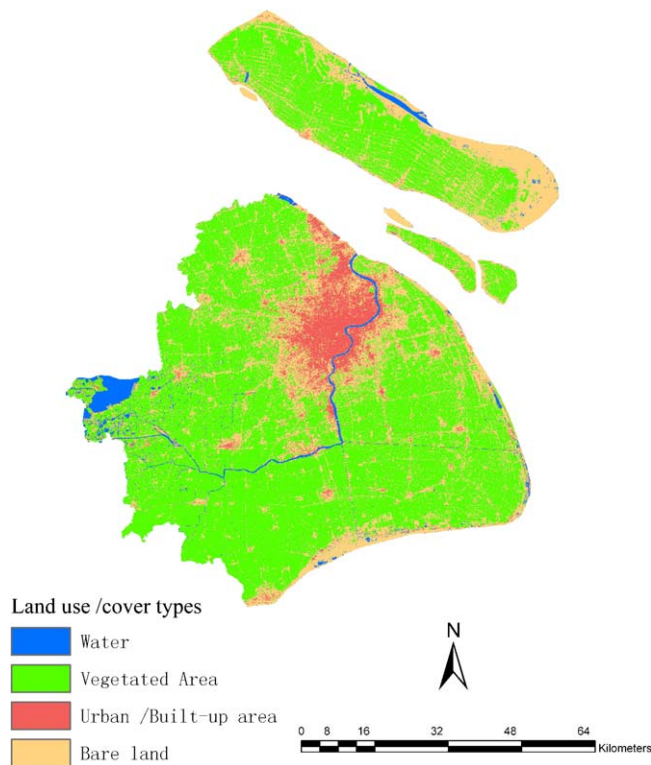 Land use /cover types
Water
Vegetated Area
Urban /Built-up area
Bare land
N
0 8 16 32 48 64
Kilometers